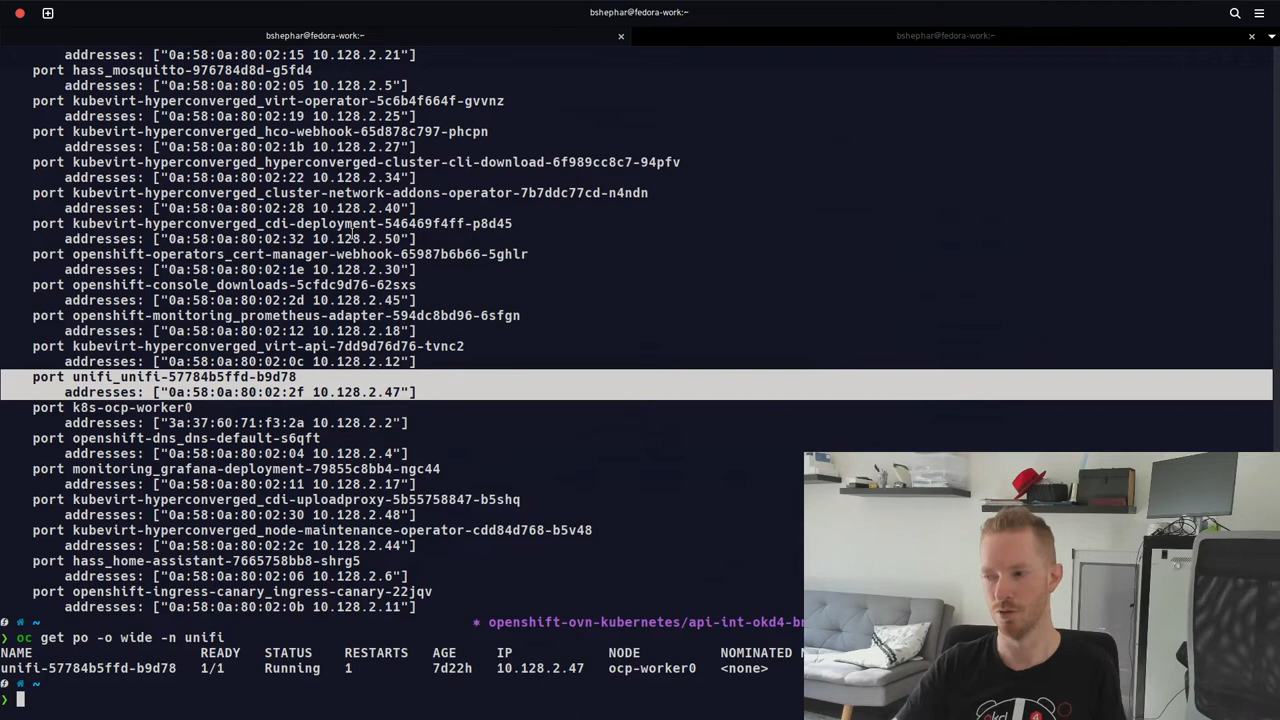 bshephar@fedora-work:~
bshephar@fedora-work:~
bshephar@fedora-work:~
addresses: ["0a:58:0a:80:02:15 10.128.2.21"]
port hass_mosquitto-976784d8d-g5fd4
addresses: ["0a:58:0a:80:02:05 10.128.2.5"]
port kubevirt-hyperconverged_virt-operator-5c6b4f664f-gvvnz
addresses: ["0a:58:0a:80:02:19 10.128.2.25"]
port kubevirt-hyperconverged_hco-webhook-65d878c797-phcpn
addresses: ["0a:58:0a:80:02:1b 10.128.2.27"]
port kubevirt-hyperconverged_hyperconverged-cluster-cli-download-6f989cc8c7-94pfv
addresses: ["0a:58:0a:80:02:22 10.128.2.34"]
port kubevirt-hyperconverged_cluster-network-addons-operator-7b7ddc77cd-n4ndn
addresses: ["0a:58:0a:80:02:28 10.128.2.40"]
port kubevirt-hyperconverged_cdi-deployment-546469f4ff-p8d45
addresses: ["0a:58:0a:80:02:32 10.128.2.50"]
port openshift-operators_cert-manager-webhook-65987b6b66-5ghlr
addresses: ["0a:58:0a:80:02:1e 10.128.2.30"]
port openshift-console_downloads-5cfdc9d76-62sxs
addresses: ["0a:58:0a:80:02:2d 10.128.2.45"]
port openshift-monitoring_prometheus-adapter-594dc8bd96-6sfgn
addresses: ["0a:58:0a:80:02:12 10.128.2.18"]
port kubevirt-hyperconverged_virt-api-7dd9d76d76-tvnc2
addresses: ["0a:58:0a:80:02:0c 10.128.2.12"]
port unifi_unifi-57784b5ffd-b9d78
addresses: ["0a:58:0a:80:02:2f 10.128.2.47"]
port k8s-ocp-worker0
addresses: ["3a:37:60:71:f3:2a 10.128.2.2"]
port openshift-dns_dns-default-s6qft
addresses: ["0a:58:0a:80:02:04 10.128.2.4"]
port monitoring_grafana-deployment-79855c8bb4-ngc44
addresses: ["0a:58:0a:80:02:11 10.128.2.17"]
port kubevirt-hyperconverged_cdi-uploadproxy-5b55758847-b5shq
addresses: ["0a:58:0a:80:02:30 10.128.2.48"]
port kubevirt-hyperconverged_node-maintenance-operator-cdd84d768-b5v48
addresses: ["0a:58:0a:80:02:2c 10.128.2.44"]
port hass_home-assistant-7665758bb8-shrg5
addresses: ["0a:58:0a:80:02:06 10.128.2.6"]
port openshift-ingress-canary_ingress-canary-22jqv
addresses: ["0a:58:0a:80:02:0b 10.128.2.11"]
~ * openshift-ovn-kubernetes/api-int-okd4-b
❯ oc get po -o wide -n unifi
NAME READY STATUS RESTARTS AGE IP NODE NOMINATED
unifi-57784b5ffd-b9d78 1/1 Running 1 7d22h 10.128.2.47 ocp-worker0 <none>
~
❯